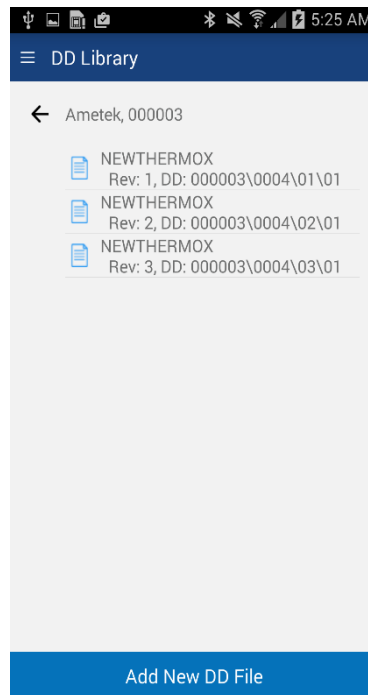 5:25 AM
DD Library
Ametek, 000003
NEWTHERMOX
Rev: 1, DD: 000003\0004\01\01
NEWTHERMOX
Rev: 2, DD: 000003\0004\02\01
NEWTHERMOX
Rev: 3, DD: 000003\0004\03\01
Add New DD File